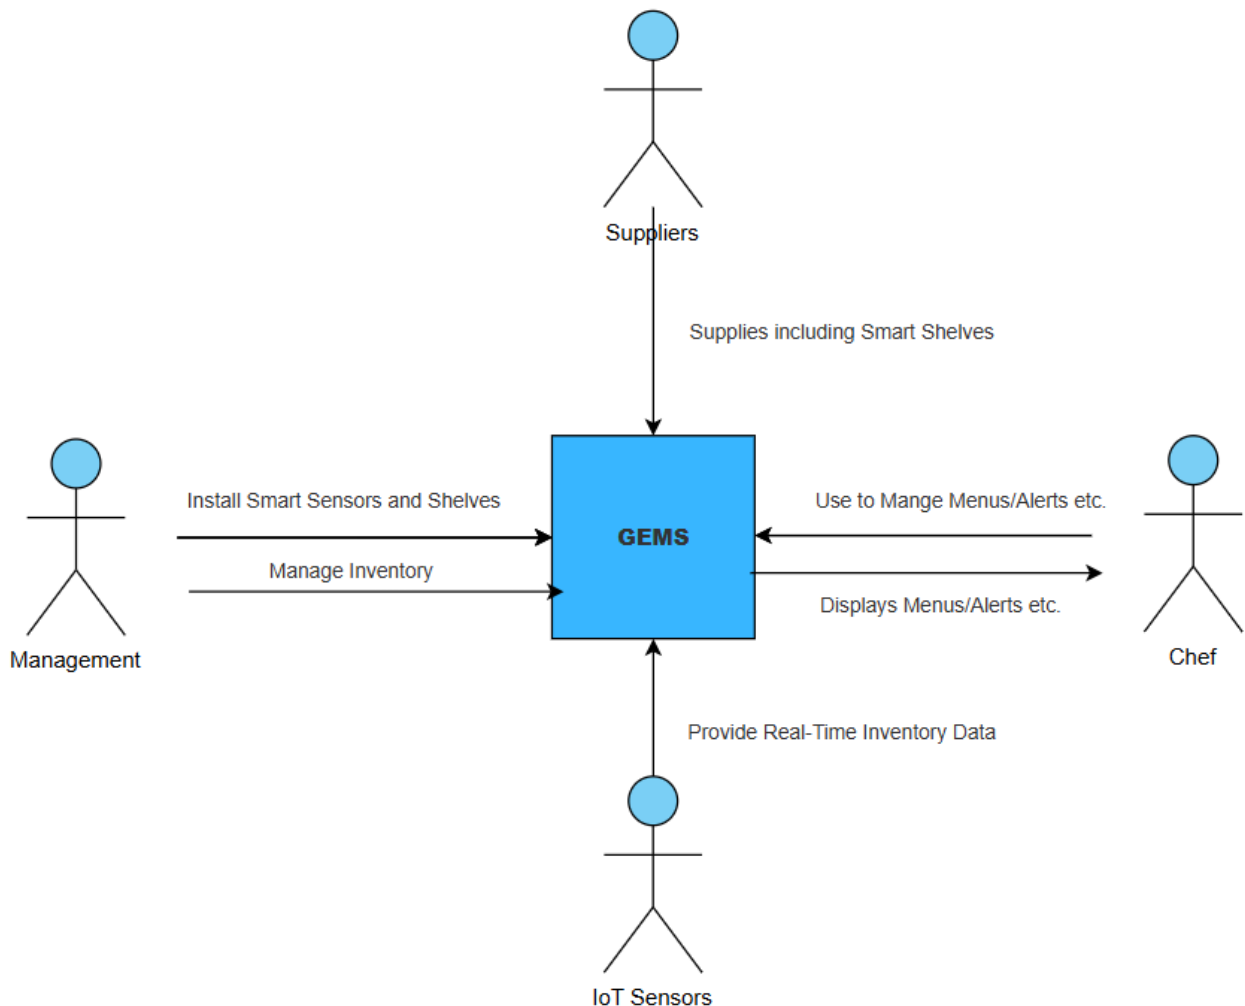 Suppliers
Supplies including Smart Shelves
Install Smart Sensors and Shelves
Use to Mange Menus/Alerts etc.
GEMS
Manage Inventory
Displays Menus/Alerts etc.
Management
Chef
Provide Real-Time Inventory Data
IoT Sensors